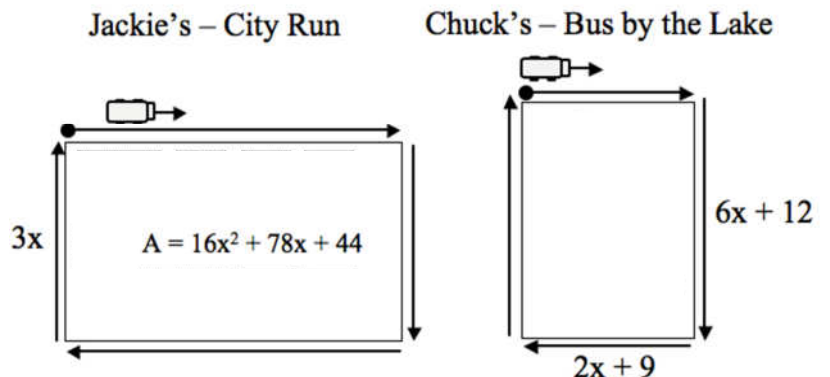 Jackie's – City Run
Chuck's – Bus by the Lake
3x
A = 16x² + 78x + 44
6x + 12
2x + 9